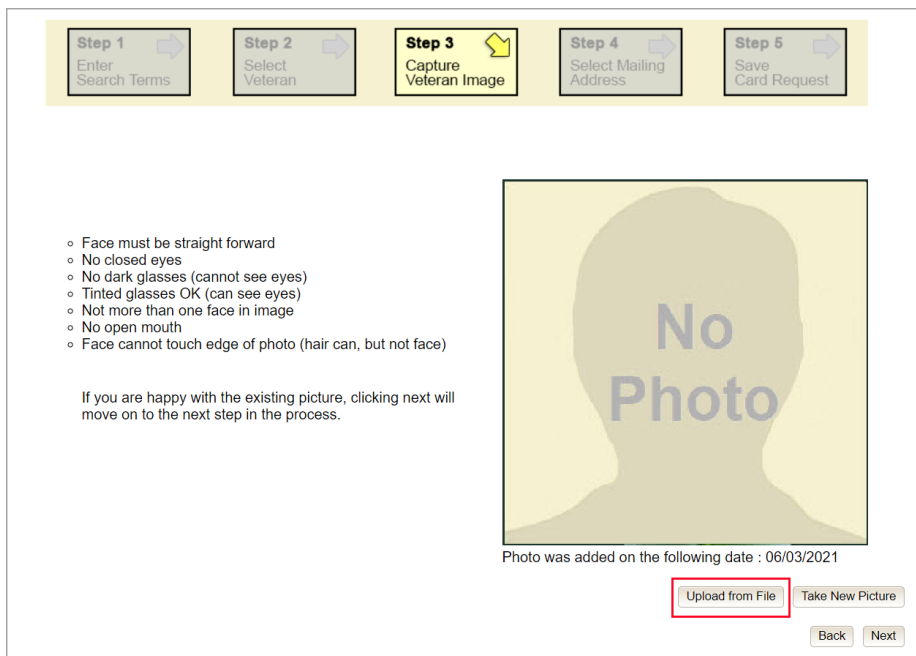 Step 1
Enter
Search Terms
Step 2
Select
Veteran
Step 3
Capture
Veteran Image
Step 4
Select Mailing
Address
Step 5
Save
Card Request
Face must be straight forward
No closed eyes
No dark glasses (cannot see eyes)
Tinted glasses OK (can see eyes)
Not more than one face in image
No open mouth
Face cannot touch edge of photo (hair can, but not face)
If you are happy with the existing picture, clicking next will
move on to the next step in the process.
No
Photo
Photo was added on the following date : 06/03/2021
Upload from File
Take New Picture
Back
Next